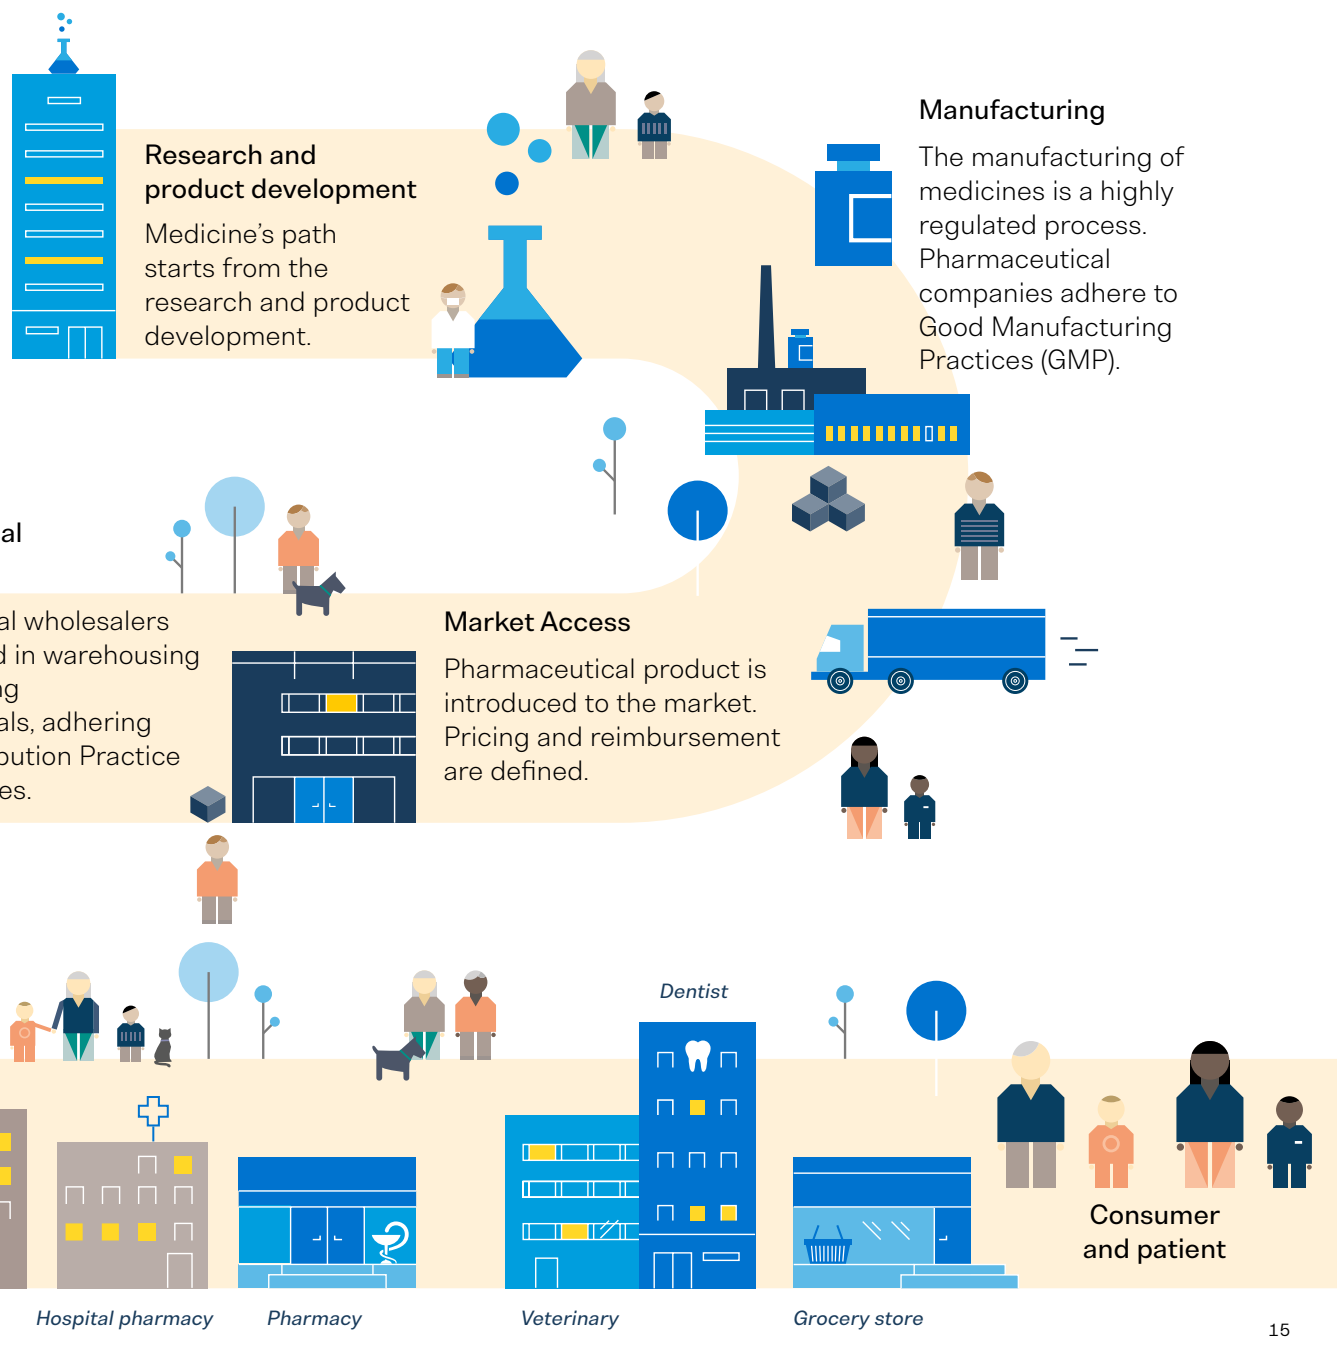 Research and
product development
Medicine's path
starts from the
research and product
development.
Manufacturing
The manufacturing of
medicines is a highly
regulated process.
Pharmaceutical
companies adhere to
Good Manufacturing
Practices (GMP).
al
al wholesalers
d in warehousing
ng
als, adhering
bution Practice
es.
Market Access
Pharmaceutical product is
introduced to the market.
Pricing and reimbursement
are defined.
Dentist
Consumer
and patient
Hospital pharmacy
Pharmacy
Veterinary
Grocery store
15